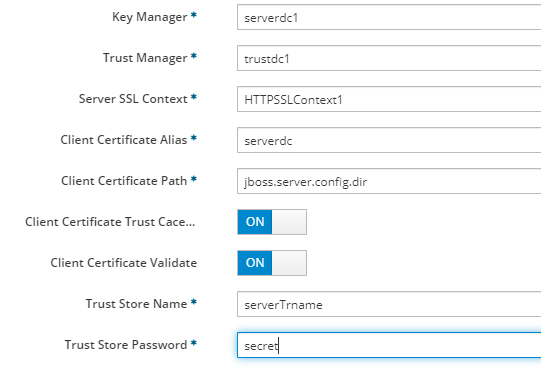 Key Manager * serverdc1
Trust Manager * trustdc1
Server SSL Context * HTTPSSLContext1
Client Certificate Alias * serverdc
Client Certificate Path * jboss.server.config.dir
Client Certificate Trust Cace... ON
Client Certificate Validate ON
Trust Store Name * serverTrname
Trust Store Password * secret